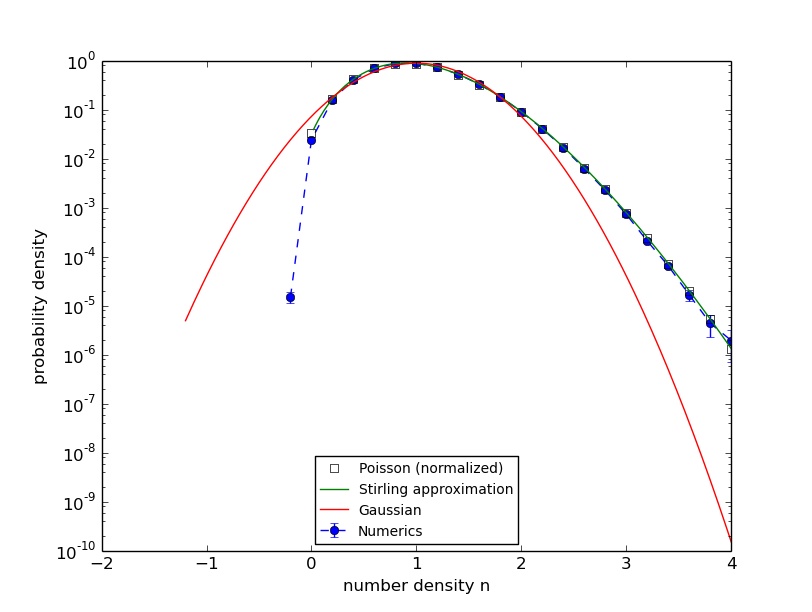 10^0
10^-1
10^-2
10^-3
10^-4
10^-5
10^-6
10^-7
10^-8
10^-9
10^-10
probability density
Poisson (normalized)
Stirling approximation
Gaussian
Numerics
−2 −1 0 1 2 3 4
number density n